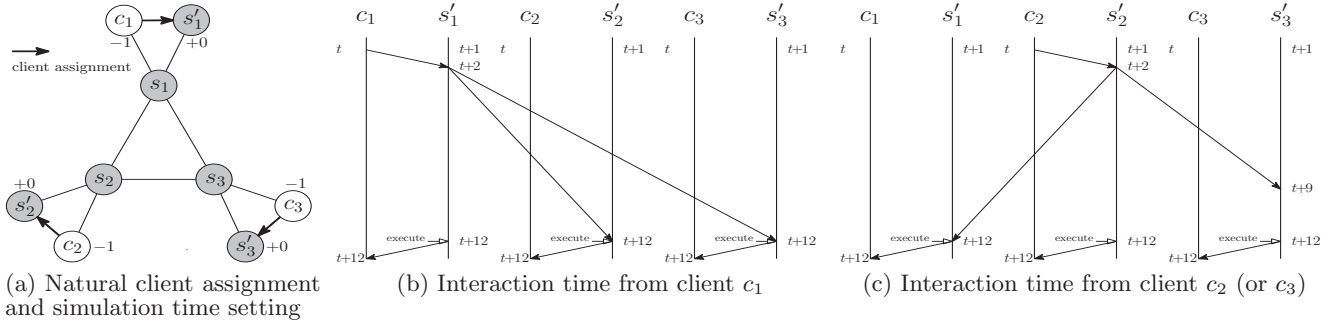 c₁
s′₁
−1
+0
client assignment
s₁
s₂
s₃
+0
−1
s′₂
c₃
c₂
−1
s′₃
+0
(a) Natural client assignment
and simulation time setting
c₁ s′₁ c₂ s′₂ c₃ s′₃
t t+1 t t+1 t t+1
t+2
execute t+12 execute t+12 execute t+12
t+12 t+12 t+12
(b) Interaction time from client c₁
c₁ s′₁ c₂ s′₂ c₃ s′₃
t t+1 t t+1 t t+1
t+2
t+9
execute t+12 execute t+12 execute t+12
t+12 t+12 t+12
(c) Interaction time from client c₂ (or c₃)